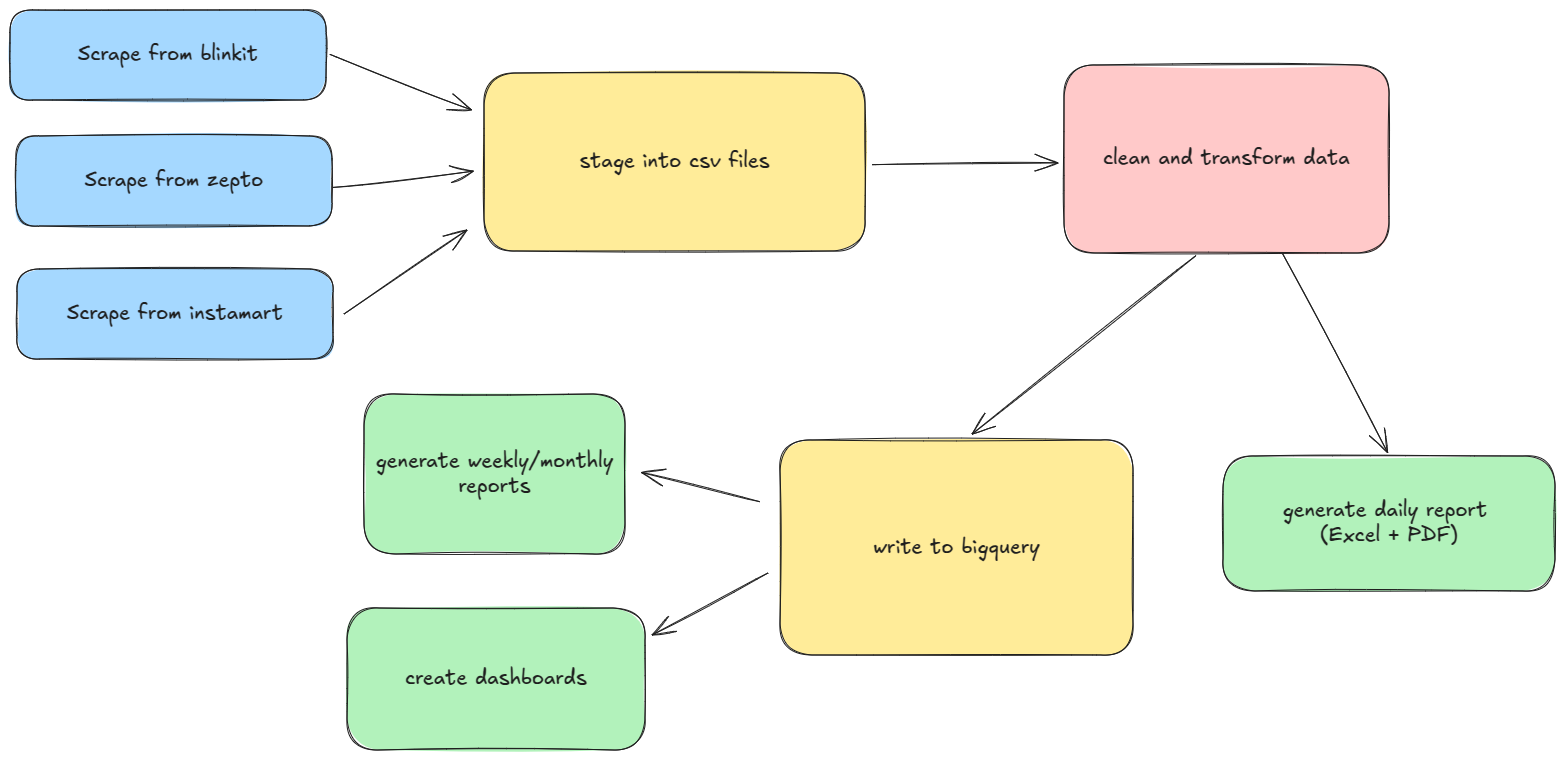 Scrape from blinkit
Scrape from zepto
Scrape from instamart
stage into csv files
clean and transform data
generate weekly/monthly
reports
create dashboards
write to bigquery
generate daily report
(Excel + PDF)